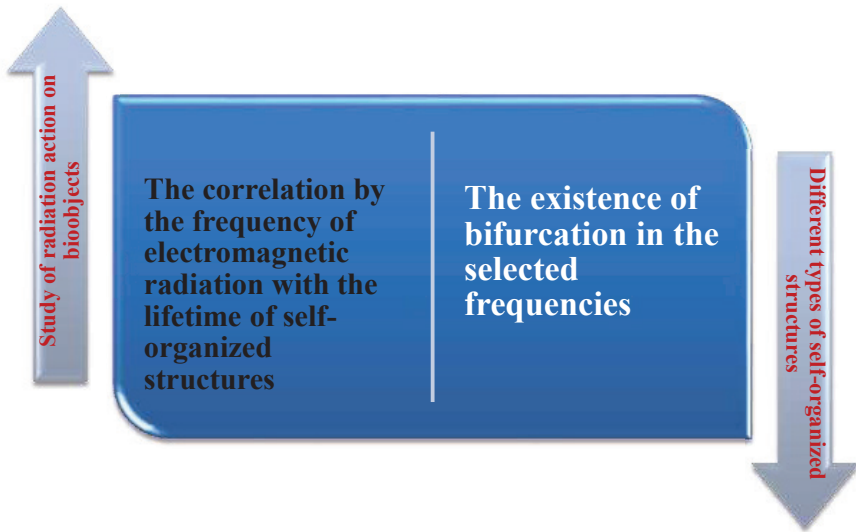 Study of radiation action on
bioobjects
The correlation by
the frequency of
electromagnetic
radiation with the
lifetime of self-
organized
structures
The existence of
bifurcation in the
selected
frequencies
Different types of self-organized
structures